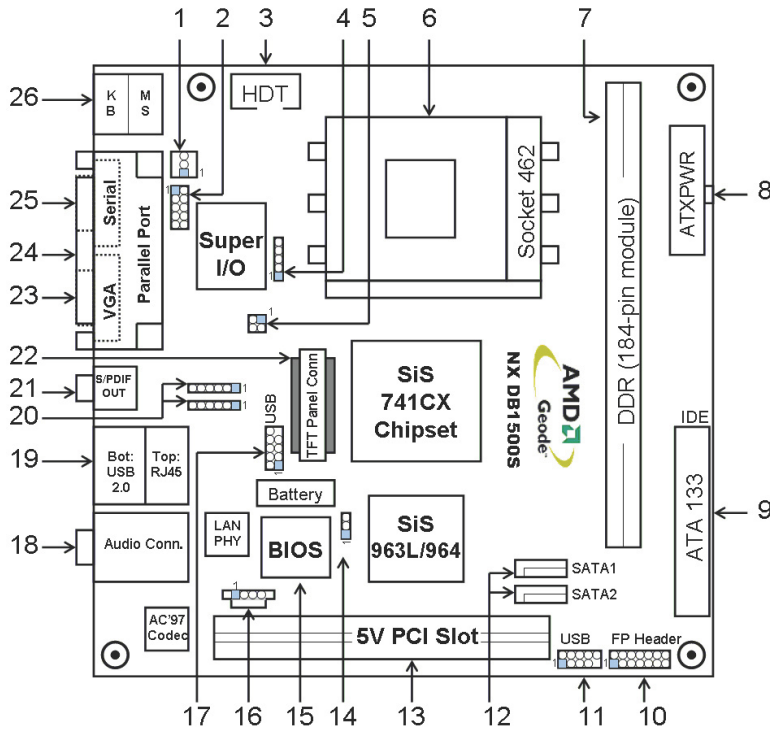 1 2 3 4 5 6 7
26
K B
M S
HDT
1
1
Socket 462
DDR (184-pin module)
ATXPWR
8
25
24
23
Serial
VGA
Parallel Port
Super I/O
1
1
22
TFT Panel Conn
SiS
741CX
Chipset
AMD
Geode™
NX DB1500S
21
20
S/PDIF
OUT
1
1
USB
1
IDE
ATA 133
9
19
Bot:
USB
2.0
Top:
RJ45
Battery
18
Audio Conn.
LAN
PHY
BIOS
1
SiS
963L/964
SATA1
SATA2
1
AC'97
Codec
5V PCI Slot
USB
1
FP Header
1
17 16 15 14 13 12 11 10